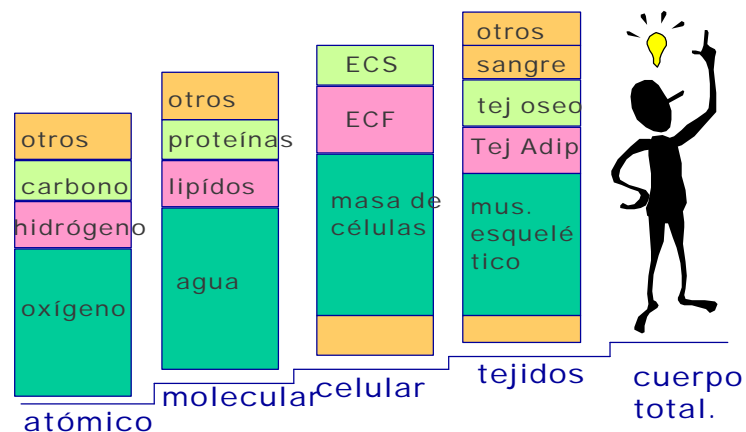 otros
carbono
hidrógeno
oxígeno
atómico
otros
proteínas
lipídos
agua
molecular
ECS
ECF
masa de
células
celular
otros
sangre
tej oseo
Tej Adip
mus.
esquelé
tico
tejidos
cuerpo
total.